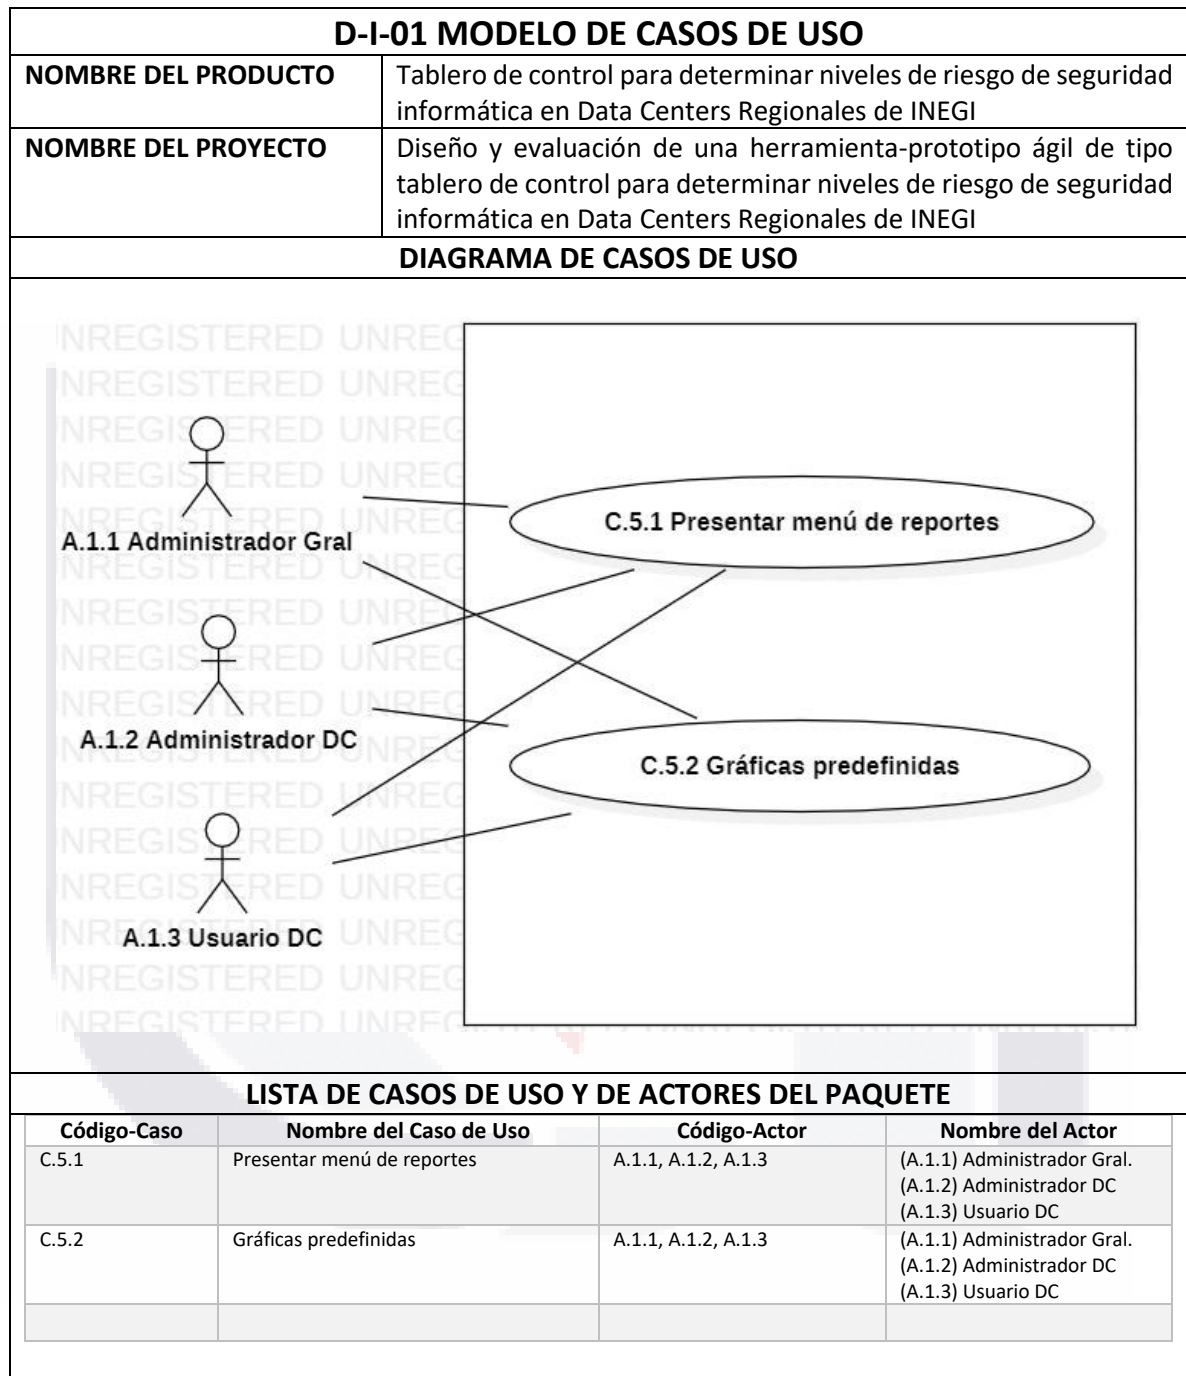 D-I-01 MODELO DE CASOS DE USO
NOMBRE DEL PRODUCTO
Tablero de control para determinar niveles de riesgo de seguridad
informática en Data Centers Regionales de INEGI
NOMBRE DEL PROYECTO
Diseño y evaluación de una herramienta-prototipo ágil de tipo
tablero de control para determinar niveles de riesgo de seguridad
informática en Data Centers Regionales de INEGI
DIAGRAMA DE CASOS DE USO
A.1.1 Administrador Gral
C.5.1 Presentar menú de reportes
A.1.2 Administrador DC
C.5.2 Gráficas predefinidas
A.1.3 Usuario DC
LISTA DE CASOS DE USO Y DE ACTORES DEL PAQUETE
Código-Caso Nombre del Caso de Uso Código-Actor Nombre del Actor
C.5.1 Presentar menú de reportes A.1.1, A.1.2, A.1.3 (A.1.1) Administrador Gral.
(A.1.2) Administrador DC
(A.1.3) Usuario DC
C.5.2 Gráficas predefinidas A.1.1, A.1.2, A.1.3 (A.1.1) Administrador Gral.
(A.1.2) Administrador DC
(A.1.3) Usuario DC